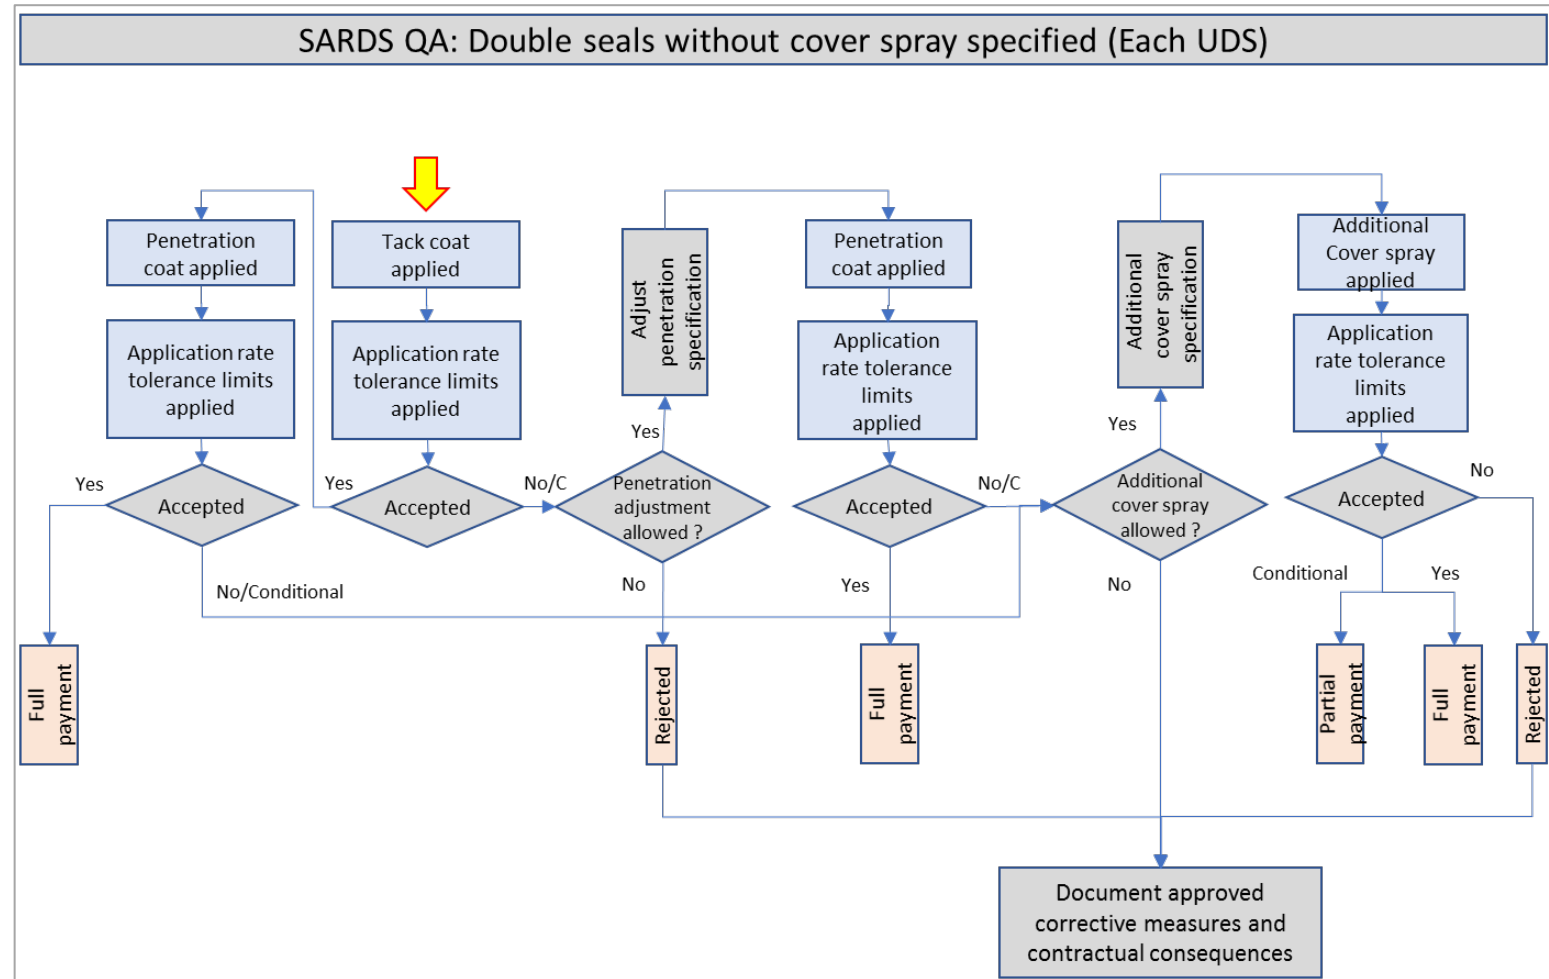 SARDS QA: Double seals without cover spray specified (Each UDS)
Penetration
coat applied
Tack coat
applied
Adjust
penetration
specification
Penetration
coat applied
Additional
cover spray
specification
Additional
Cover spray
applied
Application rate
tolerance limits
applied
Application rate
tolerance limits
applied
Application
rate tolerance
limits
applied
Application
rate tolerance
limits
applied
Yes
Yes
Yes
Accepted
Yes
Accepted
No/C
Penetration
adjustment
allowed ?
Accepted
No/C
Additional
cover spray
allowed ?
Accepted
No
No/Conditional
No
Yes
No
Conditional
Yes
Full
payment
Rejected
Full
payment
Partial
payment
Full
payment
Rejected
Document approved
corrective measures and
contractual consequences